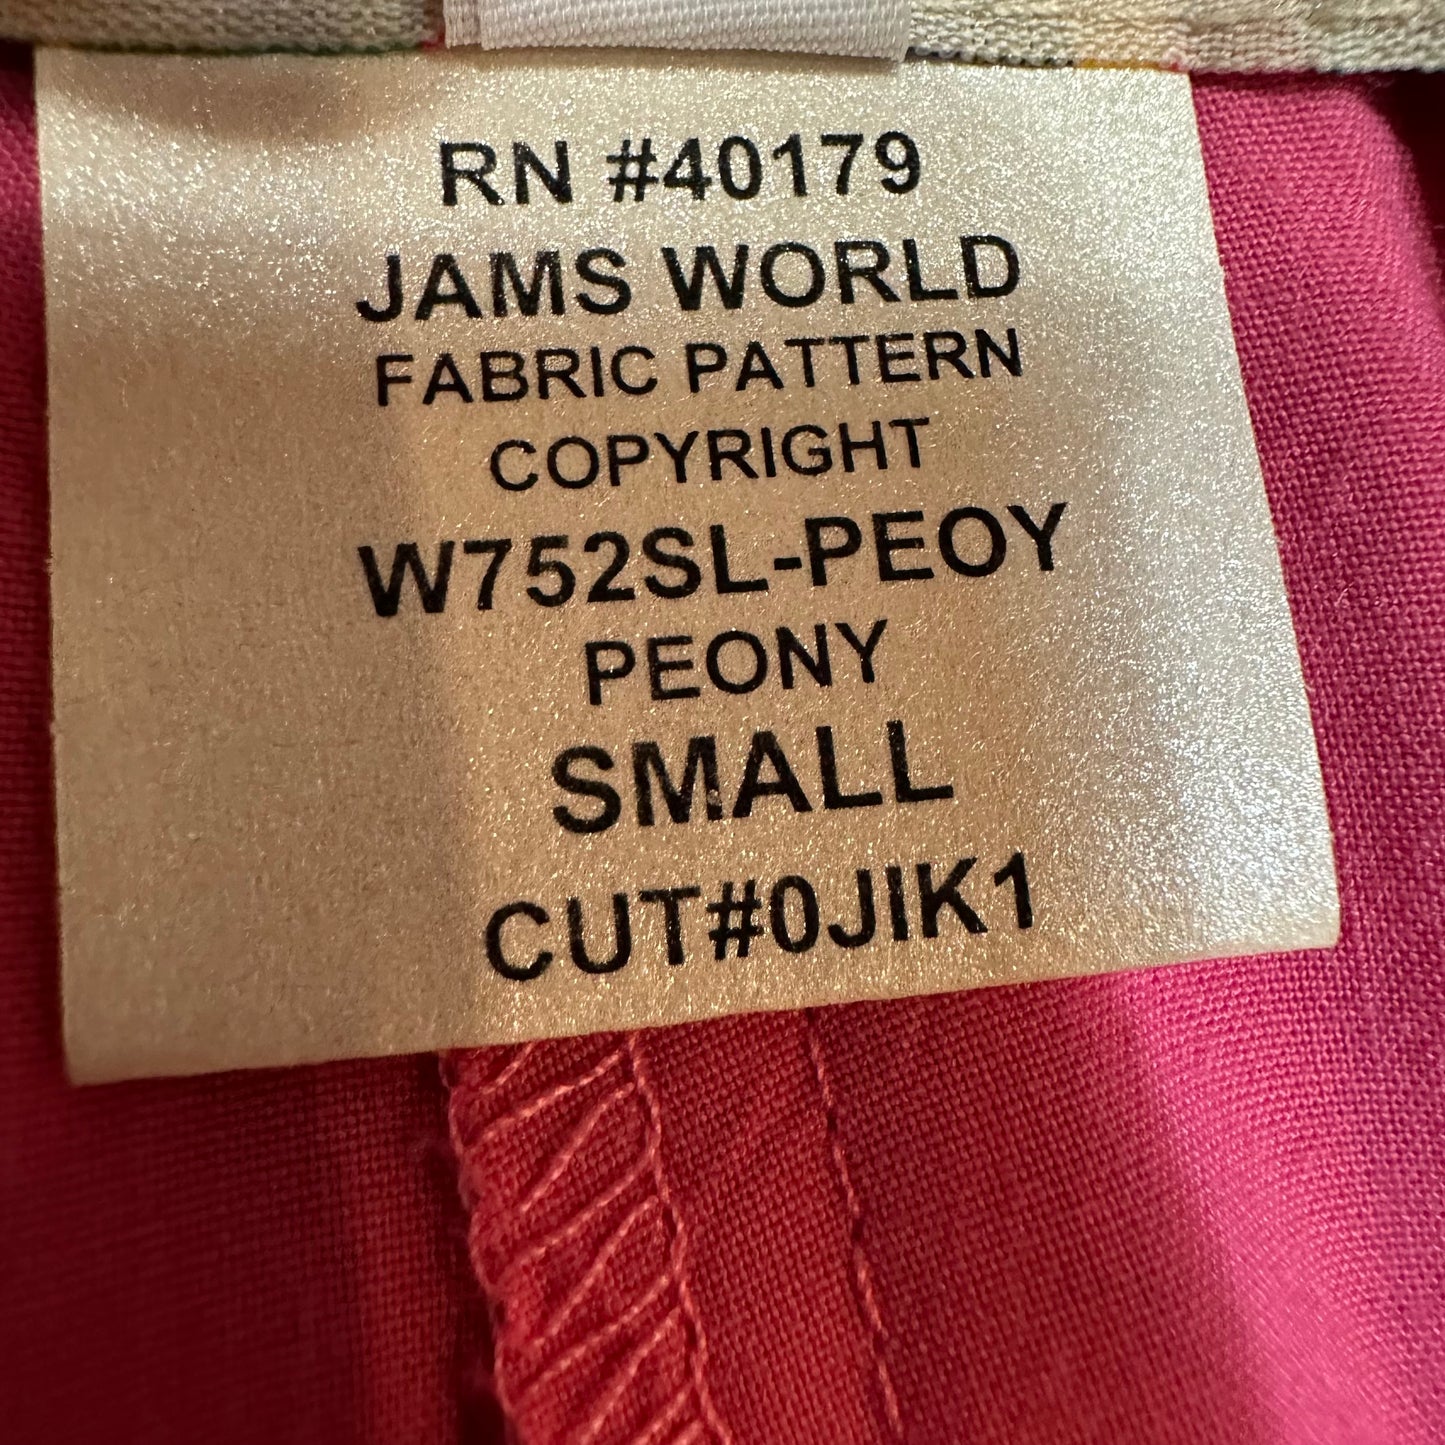 RN #40179
JAMS WORLD
FABRIC PATTERN
COPYRIGHT
W752SL-PEOY
PEONY
SMALL
CUT#0JIK1